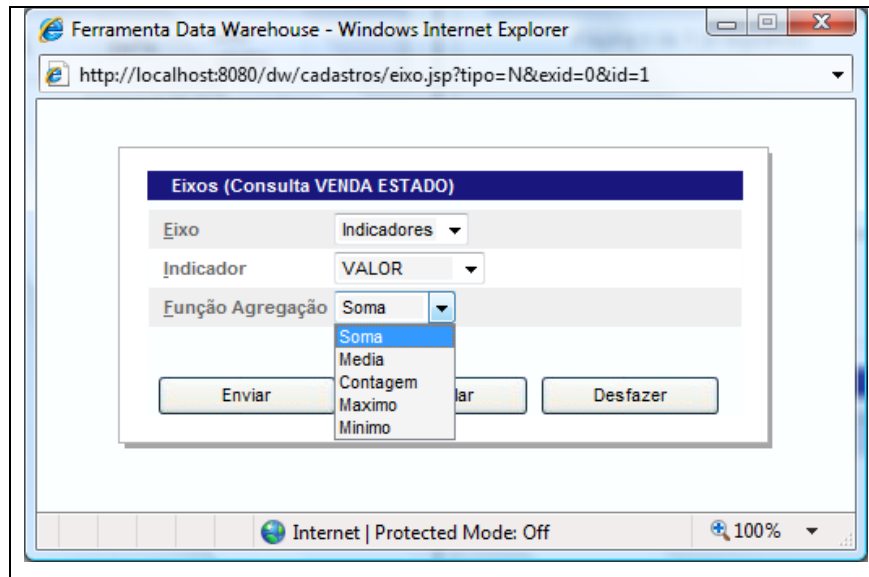 Ferramenta Data Warehouse - Windows Internet Explorer
http://localhost:8080/dw/cadastros/eixo.jsp?tipo=N&exid=0&id=1
Eixos (Consulta VENDA ESTADO)
Eixo Indicadores
Indicador VALOR
Função Agregação Soma
Soma
Media
Contagem
Maximo
Minimo
Enviar lar Desfazer
Internet | Protected Mode: Off 100%